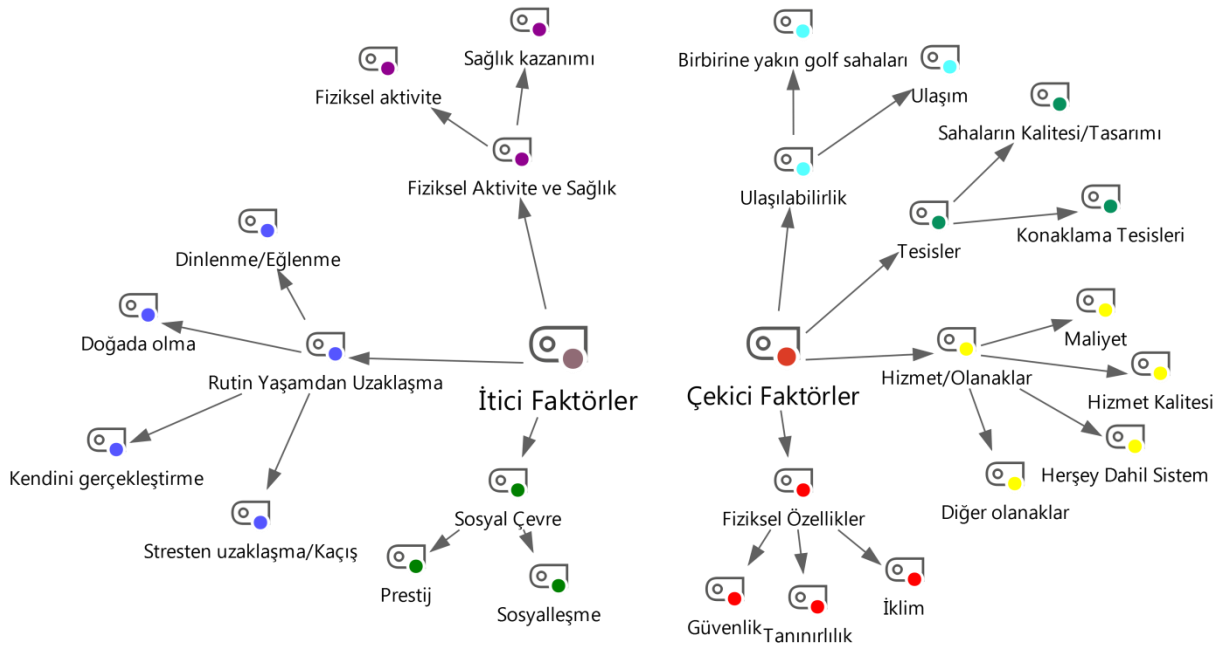 Sağlık kazanımı
Fiziksel aktivite
Fiziksel Aktivite ve Sağlık
Dinlenme/Eğlenme
Doğada olma
Rutin Yaşamdan Uzaklaşma
İtici Faktörler
Kendini gerçekleştirme
Stresten uzaklaşma/Kaçış
Sosyal Çevre
Prestij
Sosyalleşme
Birbirine yakın golf sahaları
Ulaşım
Ulaşılabilirlik
Sahaların Kalitesi/Tasarımı
Tesisler
Konaklama Tesisleri
Maliyet
Hizmet/Olanaklar
Çekici Faktörler
Hizmet Kalitesi
Herşey Dahil Sistem
Diğer olanaklar
Fiziksel Özellikler
İklim
Güvenlik
Tanınırlılık